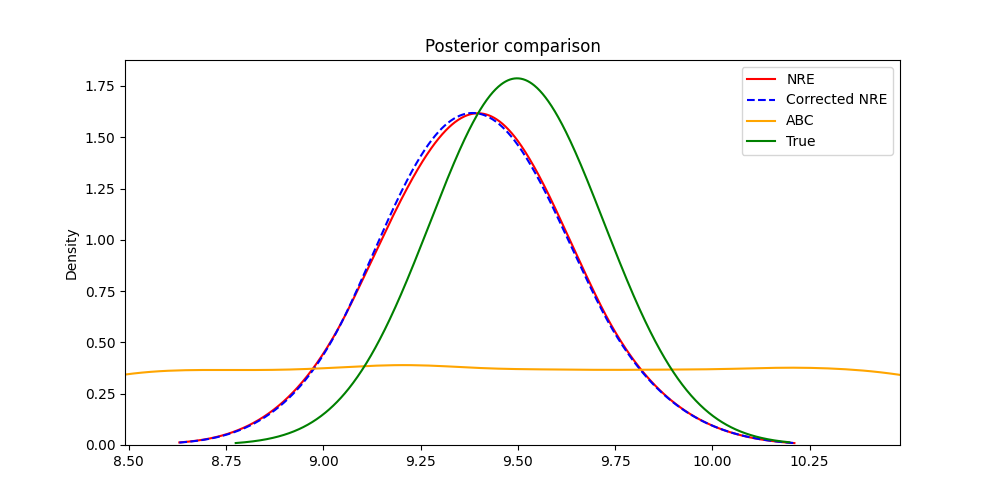 Posterior comparison
NRE
Corrected NRE
ABC
True
Density
1.75
1.50
1.25
1.00
0.75
0.50
0.25
0.00
8.50 8.75 9.00 9.25 9.50 9.75 10.00 10.25